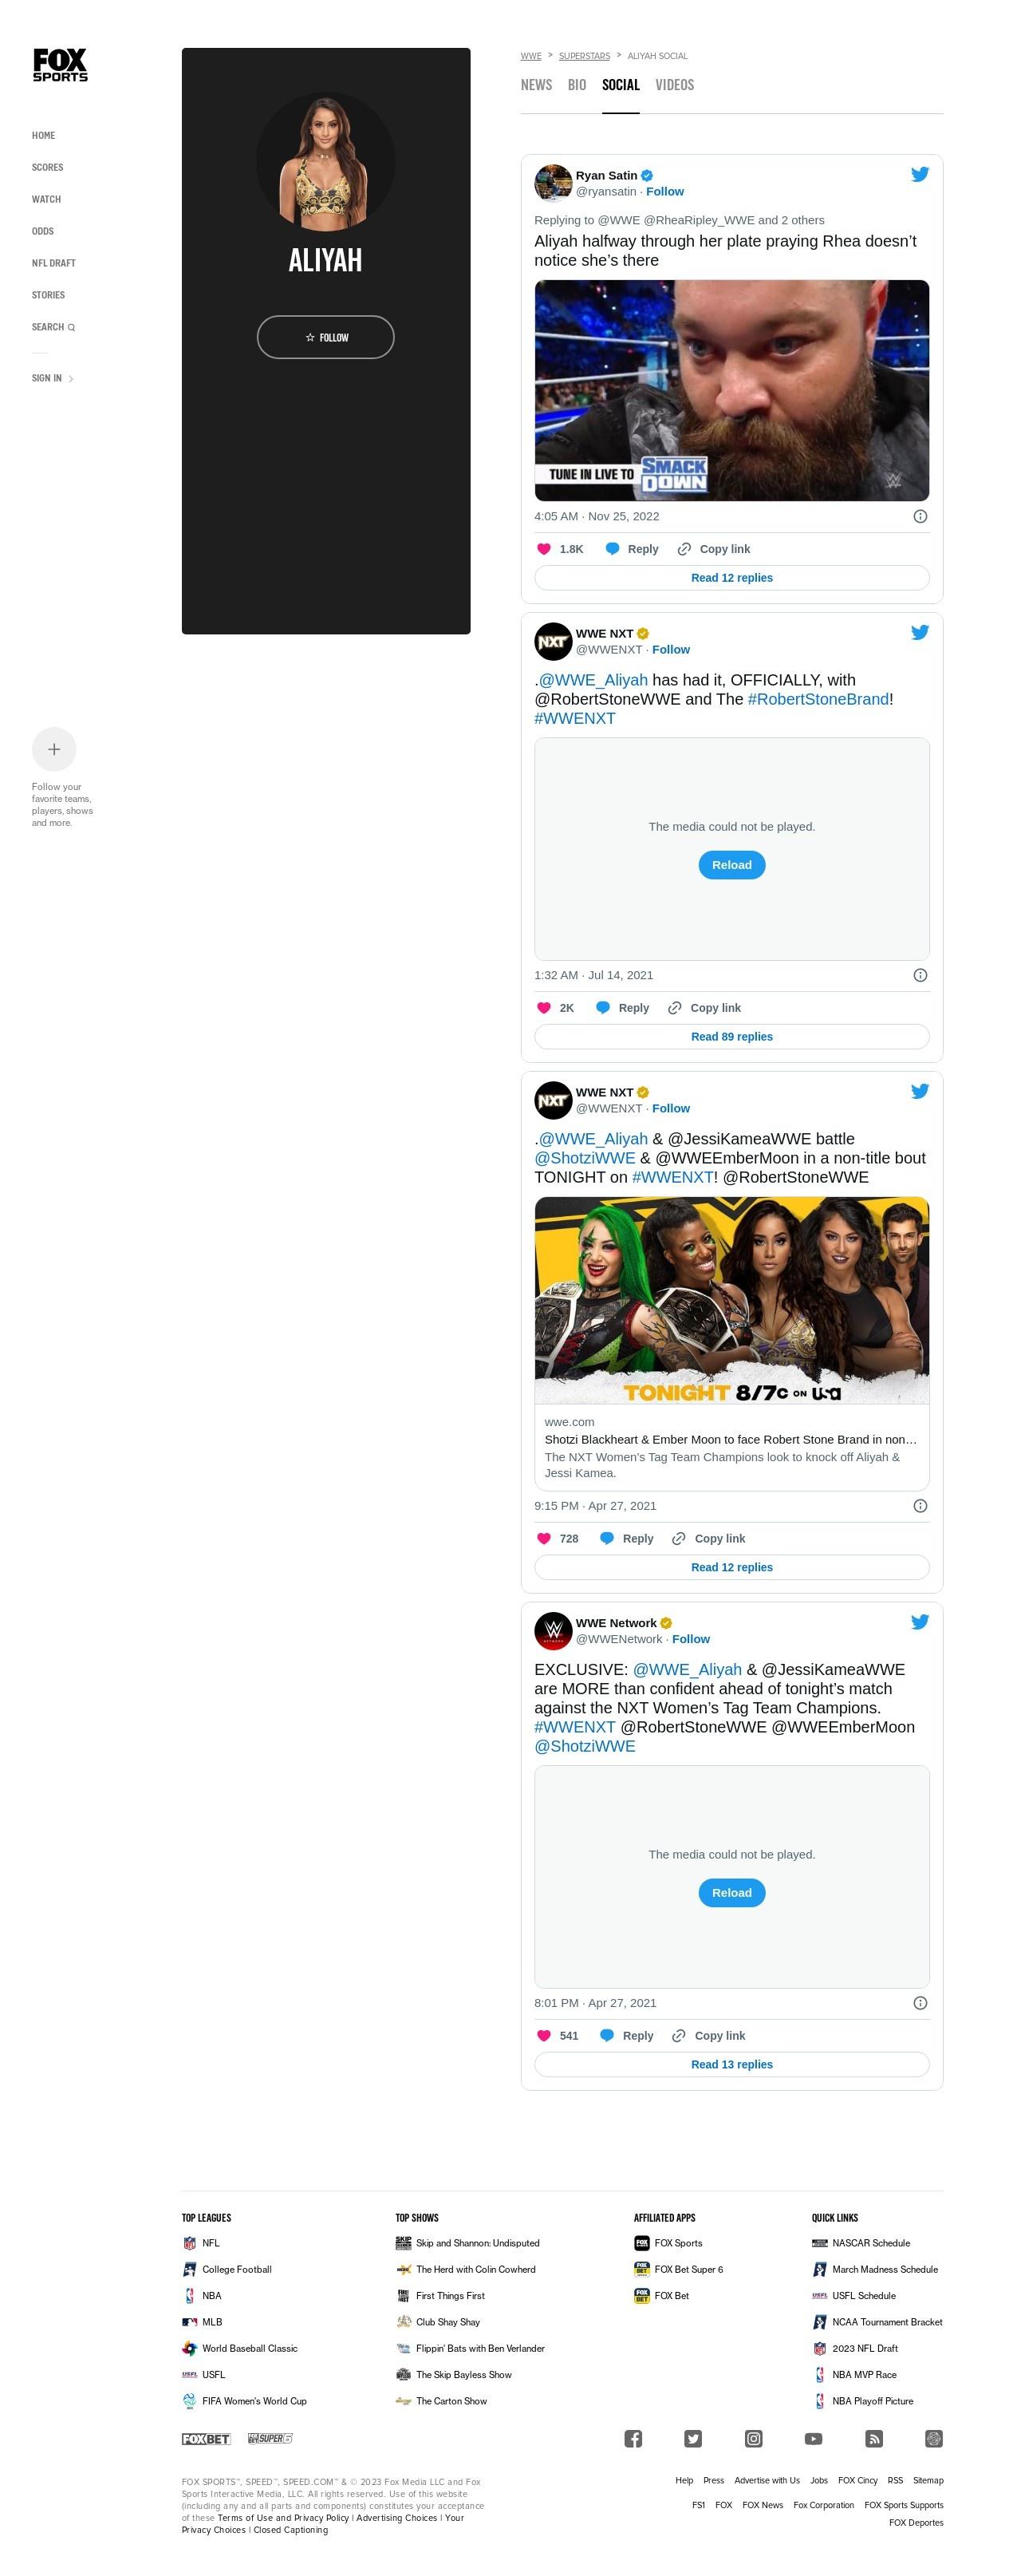 FOX
SPORTS
HOME
SCORES
WATCH
ODDS
NFL DRAFT
STORIES
SEARCH
SIGN IN
Follow your
favorite teams,
players, shows
and more.
ALIYAH
FOLLOW
WWE > SUPERSTARS > ALIYAH SOCIAL
NEWS BIO SOCIAL VIDEOS
Ryan Satin
@ryansatin · Follow
Replying to @WWE @RheaRipley_WWE and 2 others
Aliyah halfway through her plate praying Rhea doesn’t
notice she’s there
TUNE IN LIVE TO SMACK
DOWN
4:05 AM · Nov 25, 2022
1.8K Reply Copy link
Read 12 replies
NXT
WWE NXT
@WWENXT · Follow
.@WWE_Aliyah has had it, OFFICIALLY, with
@RobertStoneWWE and The #RobertStoneBrand!
#WWENXT
The media could not be played.
Reload
1:32 AM · Jul 14, 2021
2K Reply Copy link
Read 89 replies
NXT
WWE NXT
@WWENXT · Follow
.@WWE_Aliyah & @JessiKameaWWE battle
@ShotziWWE & @WWEEmberMoon in a non-title bout
TONIGHT on #WWENXT! @RobertStoneWWE
TONIGHT 8/7C ON USA
wwe.com
Shotzi Blackheart & Ember Moon to face Robert Stone Brand in non…
The NXT Women’s Tag Team Champions look to knock off Aliyah &
Jessi Kamea.
9:15 PM · Apr 27, 2021
728 Reply Copy link
Read 12 replies
WWE Network
@WWENetwork · Follow
EXCLUSIVE: @WWE_Aliyah & @JessiKameaWWE
are MORE than confident ahead of tonight’s match
against the NXT Women’s Tag Team Champions.
#WWENXT @RobertStoneWWE @WWEEmberMoon
@ShotziWWE
The media could not be played.
Reload
8:01 PM · Apr 27, 2021
541 Reply Copy link
Read 13 replies
TOP LEAGUES
NFL
College Football
NBA
MLB
World Baseball Classic
USFL
FIFA Women's World Cup
TOP SHOWS
Skip and Shannon: Undisputed
The Herd with Colin Cowherd
First Things First
Club Shay Shay
Flippin' Bats with Ben Verlander
The Skip Bayless Show
The Carton Show
AFFILIATED APPS
FOX Sports
FOX Bet Super 6
FOX Bet
QUICK LINKS
NASCAR Schedule
March Madness Schedule
USFL Schedule
NCAA Tournament Bracket
2023 NFL Draft
NBA MVP Race
NBA Playoff Picture
FOXBET FOX BET SUPER 6
FOX SPORTS™, SPEED™, SPEED.COM™ & © 2023 Fox Media LLC and Fox
Sports Interactive Media, LLC. All rights reserved. Use of this website
(including any and all parts and components) constitutes your acceptance
of these Terms of Use and Privacy Policy | Advertising Choices | Your
Privacy Choices | Closed Captioning
Help Press Advertise with Us Jobs FOX Cincy RSS Sitemap
FS1 FOX FOX News Fox Corporation FOX Sports Supports
FOX Deportes